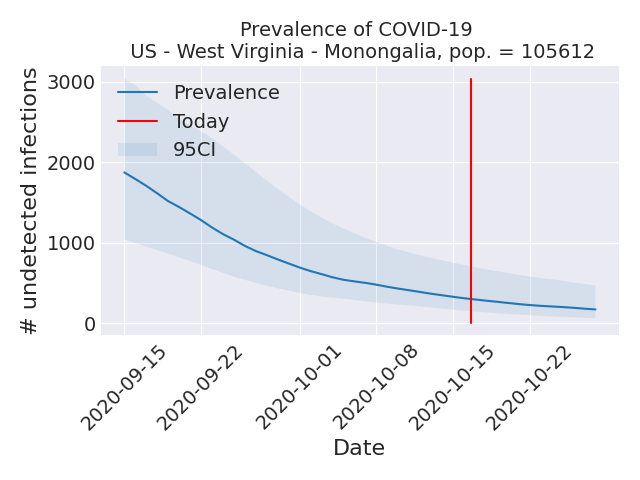 Prevalence of COVID-19
US - West Virginia - Monongalia, pop. = 105612
# undetected infections
3000
2000
1000
0
Prevalence
Today
95CI
2020-09-15
2020-09-22
2020-10-01
2020-10-08
2020-10-15
2020-10-22
Date